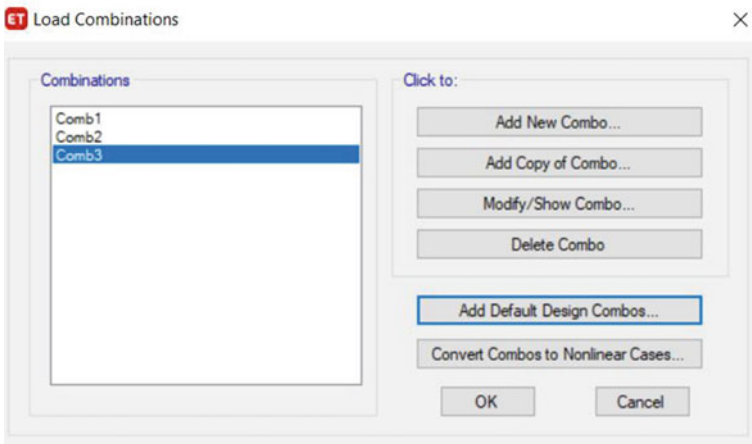 ET Load Combinations
Combinations
Comb1
Comb2
Comb3
Click to:
Add New Combo...
Add Copy of Combo...
Modify/Show Combo...
Delete Combo
Add Default Design Combos...
Convert Combos to Nonlinear Cases...
OK Cancel